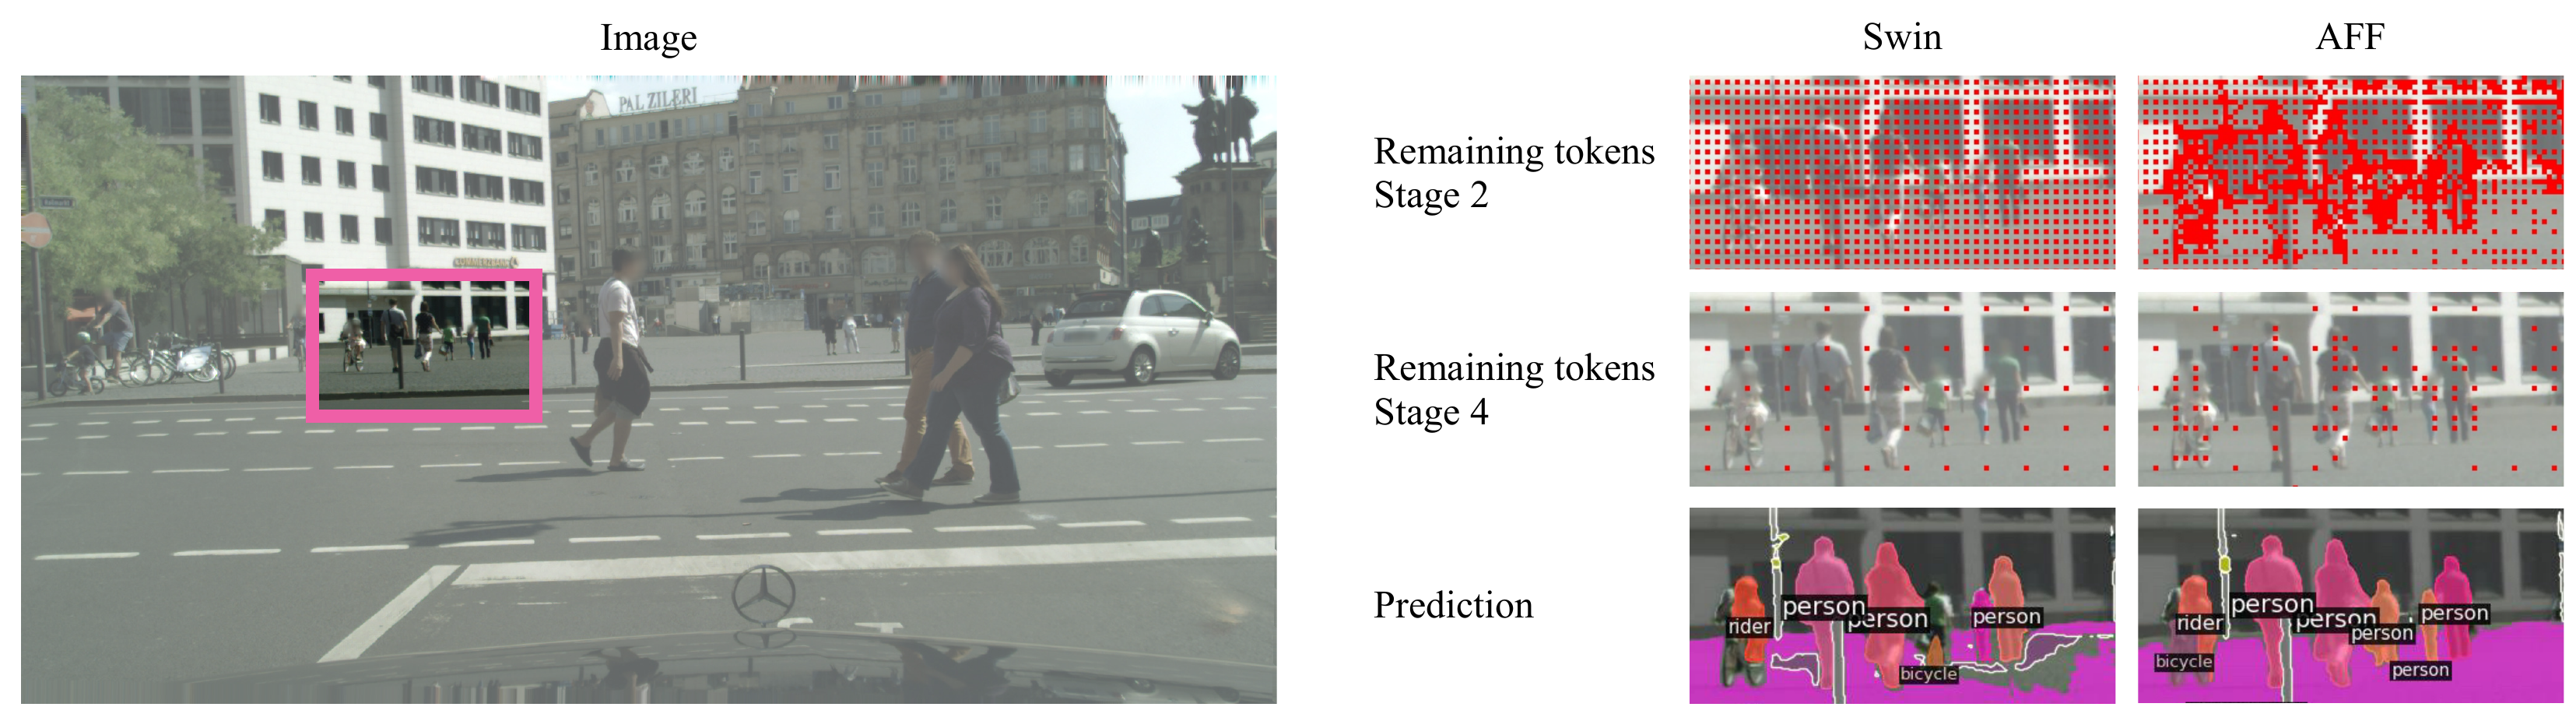 Image
Swin
AFF
PAL ZILERI
COMMERZBANK
Remaining tokens
Stage 2
Remaining tokens
Stage 4
Prediction
rider
person
person
person
bicycle
rider
person
person
person
person
person
bicycle